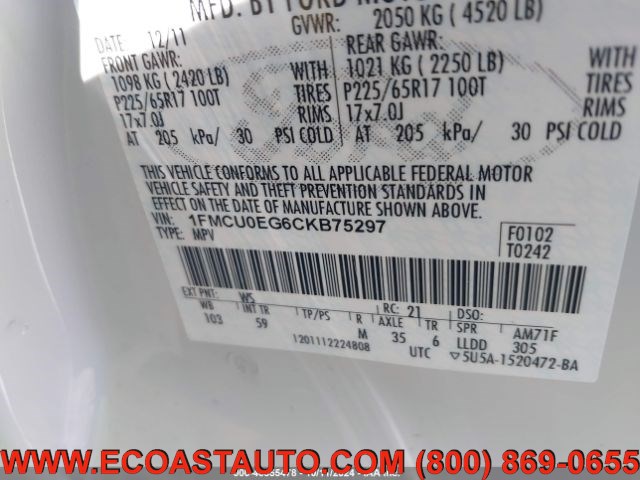 MFD. BY FORD MOTOR
12/11
GVWR: 2050 KG ( 4520 LB)
FRONT GAWR:
1098 KG ( 2420 LB)
P225/65R17 100T
17x7.0J
AT 205 kPa/ 30 PSI COLD
WITH
TIRES
RIMS
REAR GAWR:
1021 KG ( 2250 LB)
P225/65R17 100T
17x7.0J
AT 205 kPa/ 30 PSI COLD
WITH
TIRES
RIMS
THIS VEHICLE CONFORMS TO ALL APPLICABLE FEDERAL MOTOR
VEHICLE SAFETY AND THEFT PREVENTION STANDARDS IN
EFFECT ON THE DATE OF MANUFACTURE SHOWN ABOVE.
VIN: 1FMCU0EG6CKB75297
TYPE: MPV
F0102
T0242
EXT PNT: WS RC: 21 DSO:
WB INT TR TP/PS R AXLE TR SPR AM71F
103 59 M 35 6 LLDD 305
1201112224808 UTC ▽5U5A-1520472-BA
WWW.ECOASTAUTO.COM (800) 869-0655